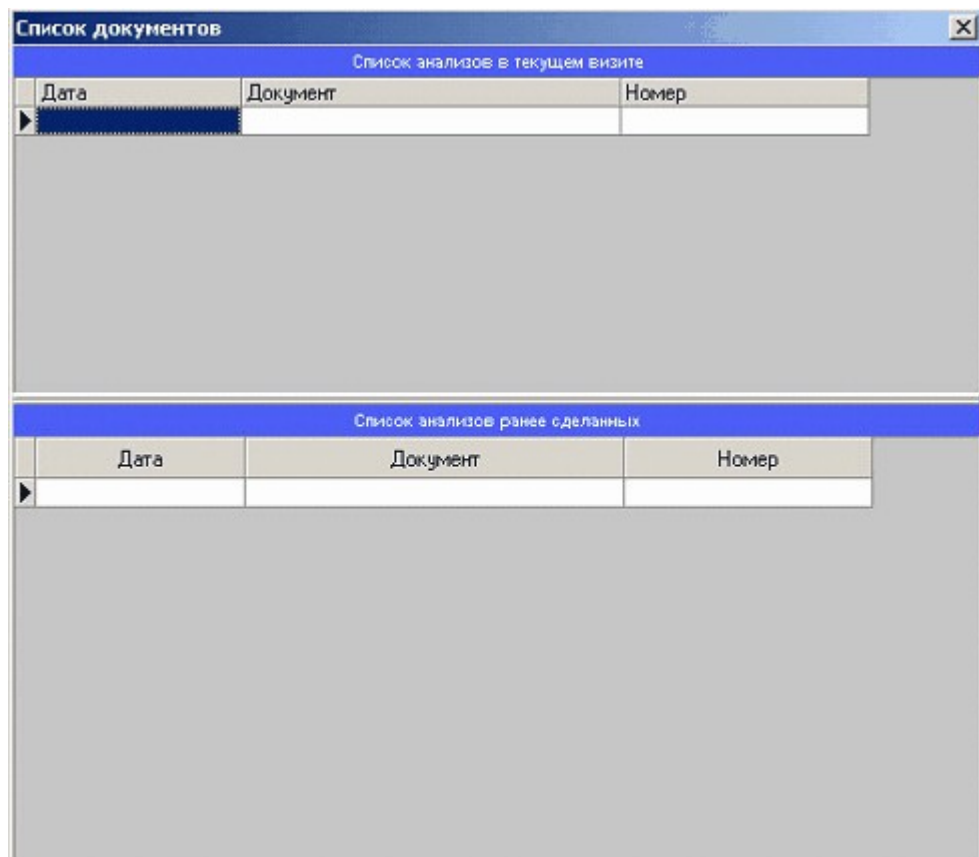 Список документов
Список анализов в текущем визите
Дата Документ Номер
Список анализов ранее сделанных
Дата Документ Номер